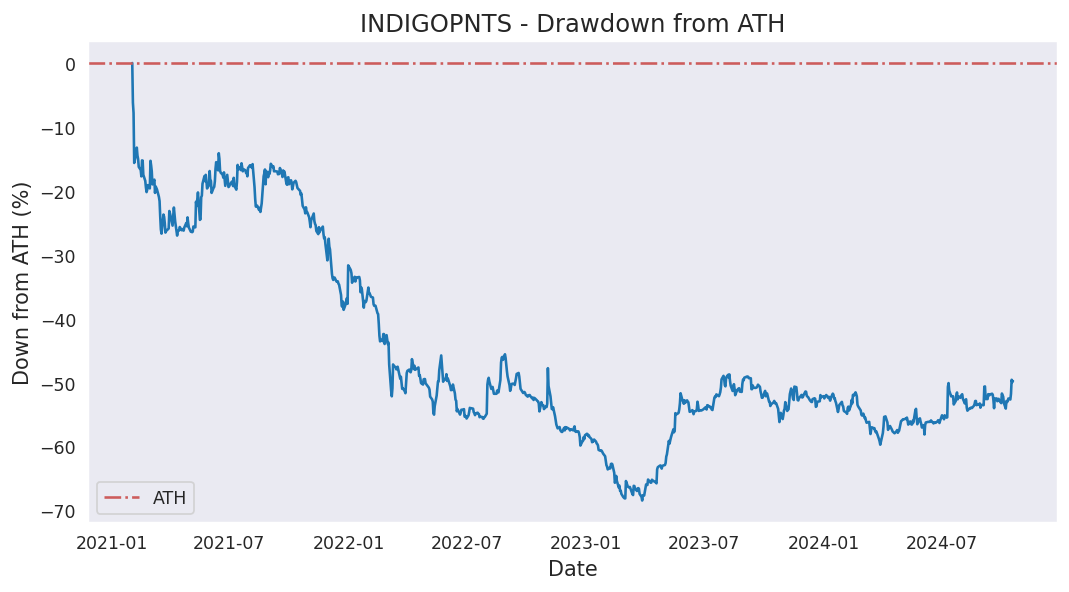 INDIGOPNTS - Drawdown from ATH
Down from ATH (%)
0
−10
−20
−30
−40
−50
−60
−70
ATH
2021-01 2021-07 2022-01 2022-07 2023-01 2023-07 2024-01 2024-07
Date